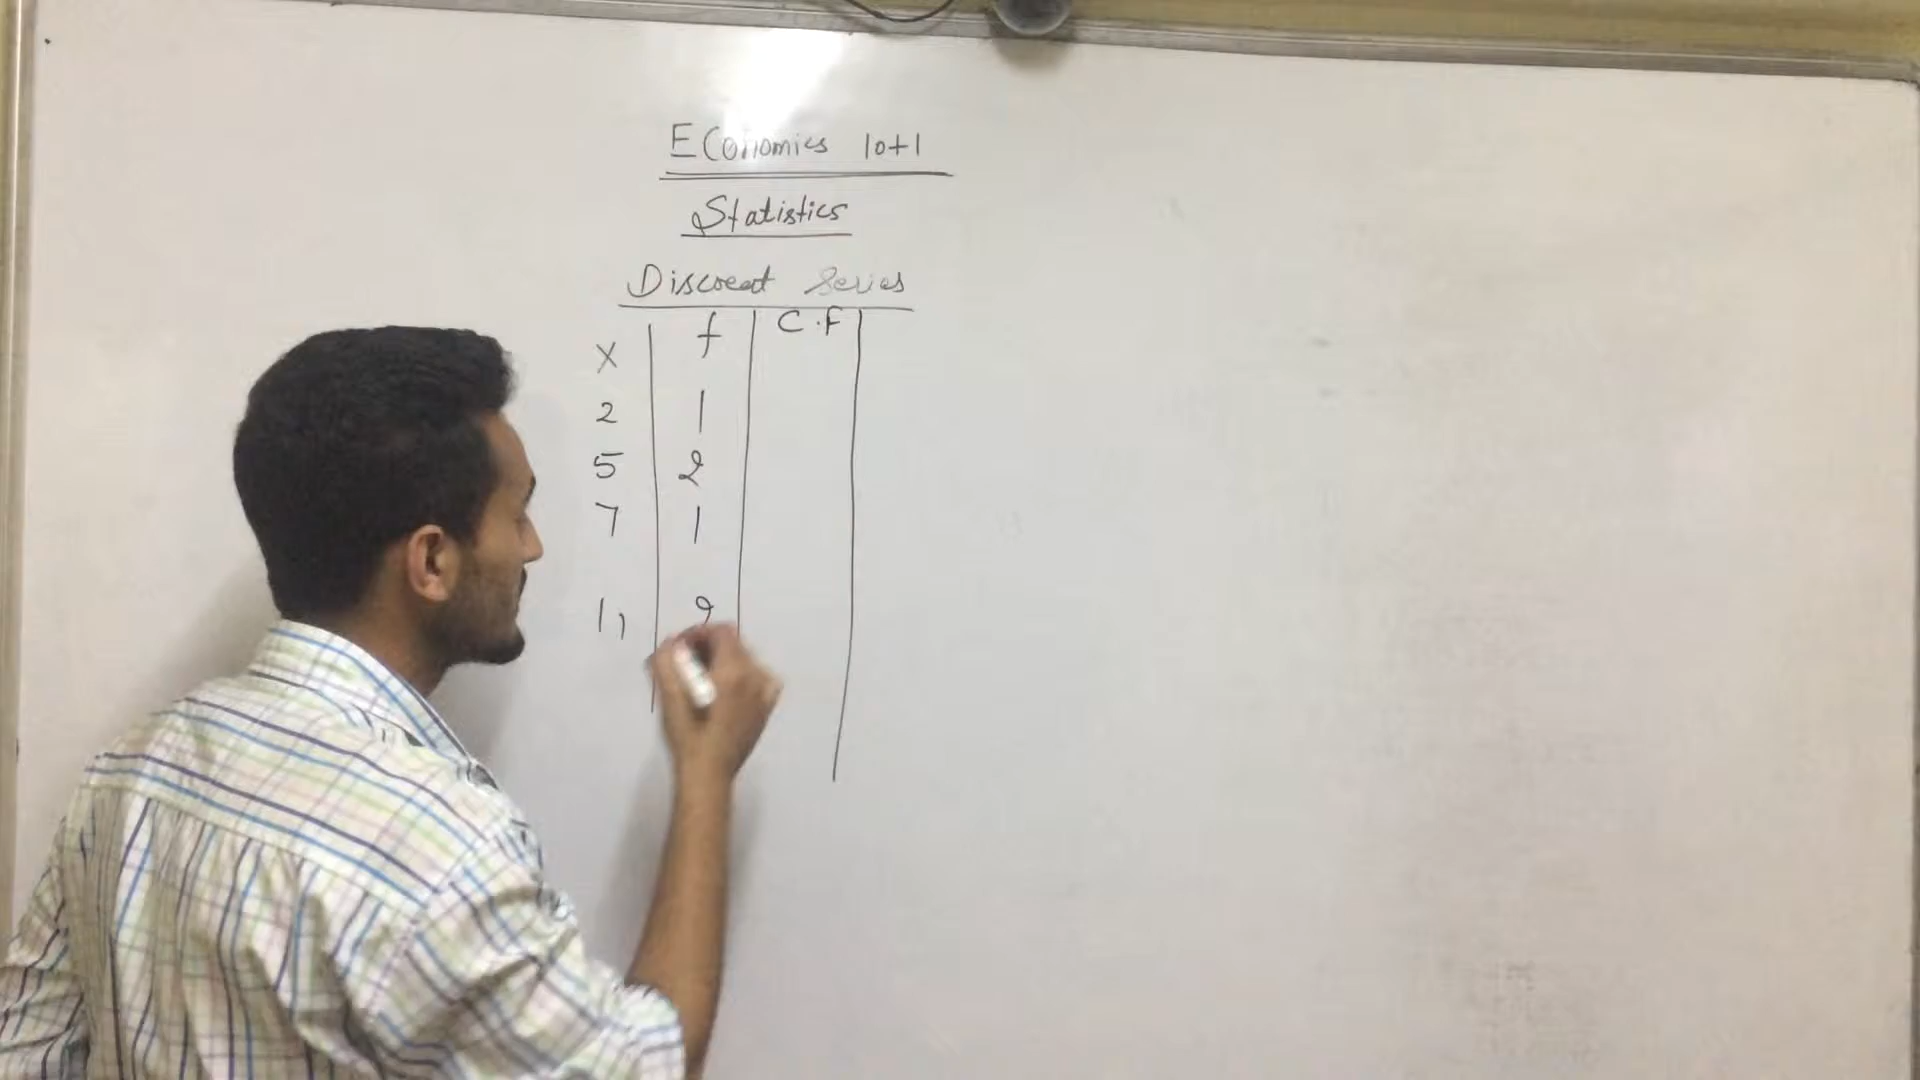 Economics 10+1
Statistics
Discreat Series
X f C.F
2 1
5 2
7 1
11 2